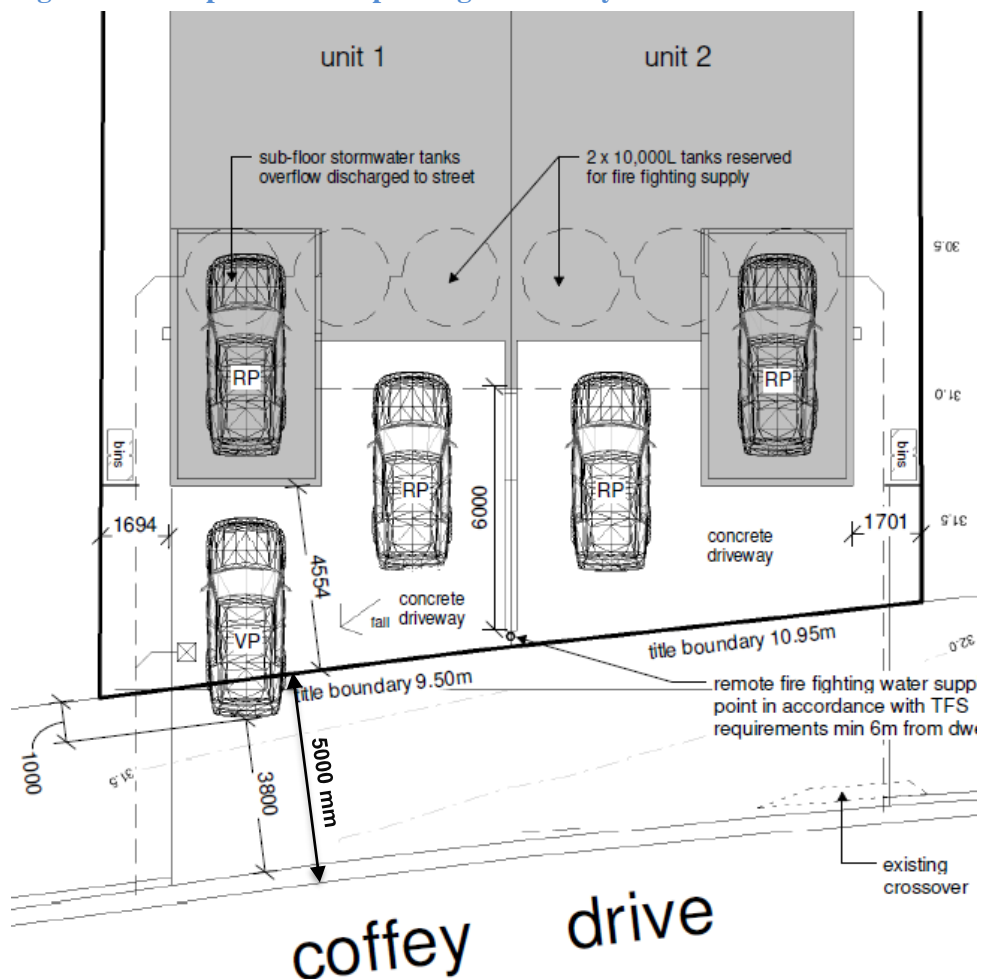 unit 1
unit 2
sub-floor stormwater tanks
overflow discharged to street
2 x 10,000L tanks reserved
for fire fighting supply
30.5
RP
RP
31.0
bins
RP
RP
bins
6000
1694
1701
31.5
concrete
driveway
4554
concrete
fall driveway
VP
title boundary 10.95m
32.0
title boundary 9.50m
remote fire fighting water supp
point in accordance with TFS
requirements min 6m from dwe
1000
31.5
3800
5000 mm
existing
crossover
coffey drive